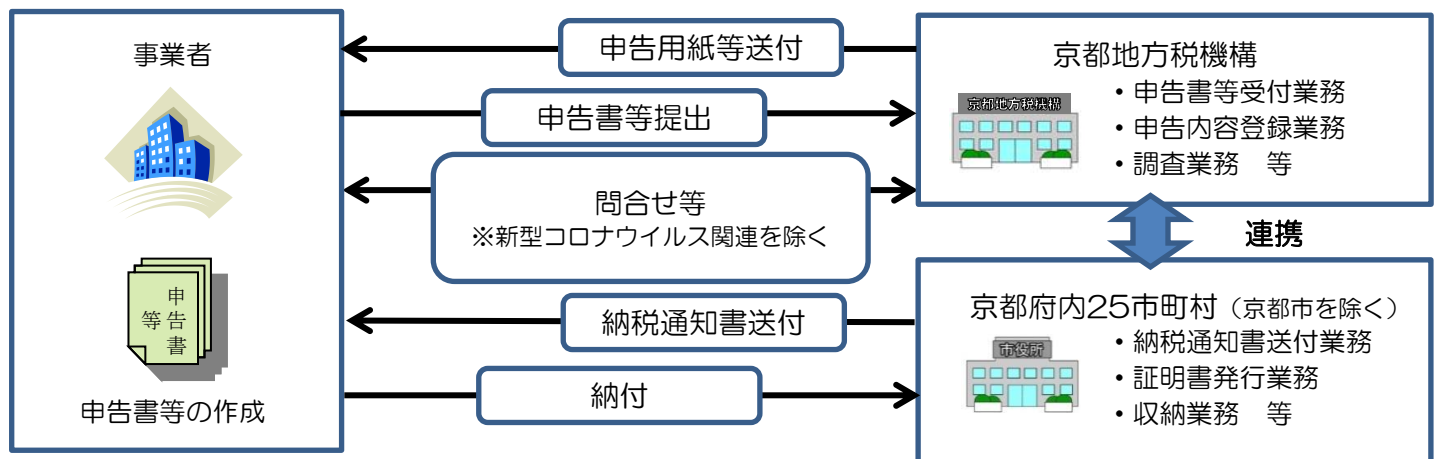 事業者
申告書等
申告書等の作成
申告用紙等送付
申告書等提出
問合せ等
※新型コロナウイルス関連を除く
納税通知書送付
納付
京都地方税機構
京都地方税機構
・申告書等受付業務
・申告内容登録業務
・調査業務　等
連携
京都府内25市町村（京都市を除く）
市役所
・納税通知書送付業務
・証明書発行業務
・収納業務　等